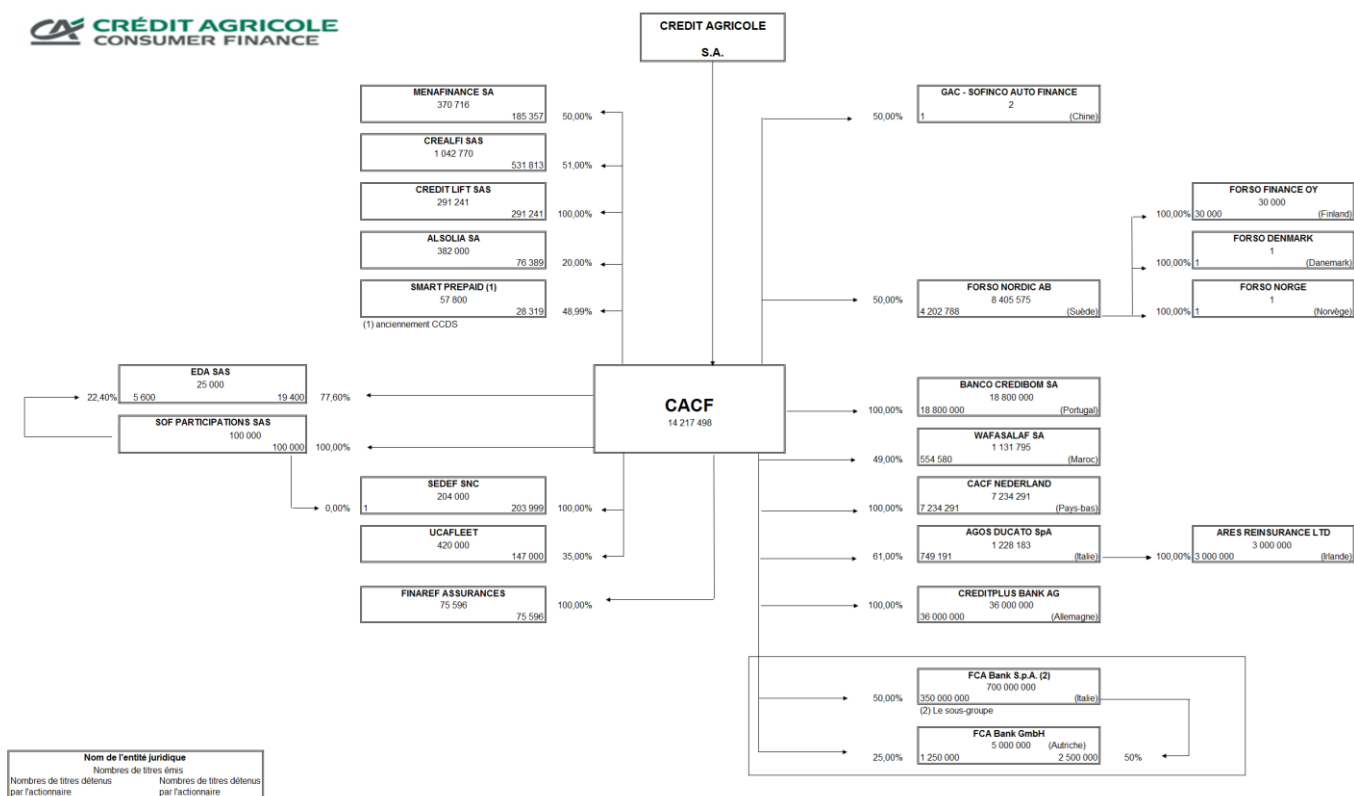 CRÉDIT AGRICOLE
CONSUMER FINANCE
CREDIT AGRICOLE
S.A.
MENAFINANCE SA
370 716
185 357 50,00%
CREALFI SAS
1 042 770
531 813 51,00%
CREDIT LIFT SAS
291 241
291 241 100,00%
ALSOLIA SA
382 000
76 389 20,00%
SMART PREPAID (1)
57 800
28 319 48,99%
(1) anciennement CCDS
GAC - SOFINCO AUTO FINANCE
2
50,00% 1 (Chine)
FORSO FINANCE OY
30 000
100,00% 30 000 (Finland)
FORSO DENMARK
1
100,00% 1 (Danemark)
FORSO NORDIC AB
8 405 575
50,00% 4 202 788 (Suède)
FORSO NORGE
1
100,00% 1 (Norvège)
EDA SAS
25 000
22,40% 5 600 19 400 77,60%
SOF PARTICIPATIONS SAS
100 000
100 000 100,00%
CACF
14 217 498
SEDEF SNC
204 000
0,00% 1 203 999 100,00%
UCAFLEET
420 000
147 000 35,00%
FINAREF ASSURANCES
75 596
75 596 100,00%
BANCO CREDIBOM SA
18 800 000
100,00% 18 800 000 (Portugal)
WAFASALAF SA
1 131 795
49,00% 554 580 (Maroc)
CACF NEDERLAND
7 234 291
100,00% 7 234 291 (Pays-bas)
AGOS DUCATO SpA
1 228 183
61,00% 749 191 (Italie)
ARES REINSURANCE LTD
3 000 000
100,00% 3 000 000 (Irlande)
CREDITPLUS BANK AG
36 000 000
100,00% 36 000 000 (Allemagne)
FCA Bank S.p.A. (2)
700 000 000
50,00% 350 000 000 (Italie)
(2) Le sous-groupe
FCA Bank GmbH
5 000 000 (Autriche)
25,00% 1 250 000 2 500 000 50%
Nom de l'entité juridique
Nombres de titres émis
Nombres de titres détenus Nombres de titres détenus
par l'actionnaire par l'actionnaire